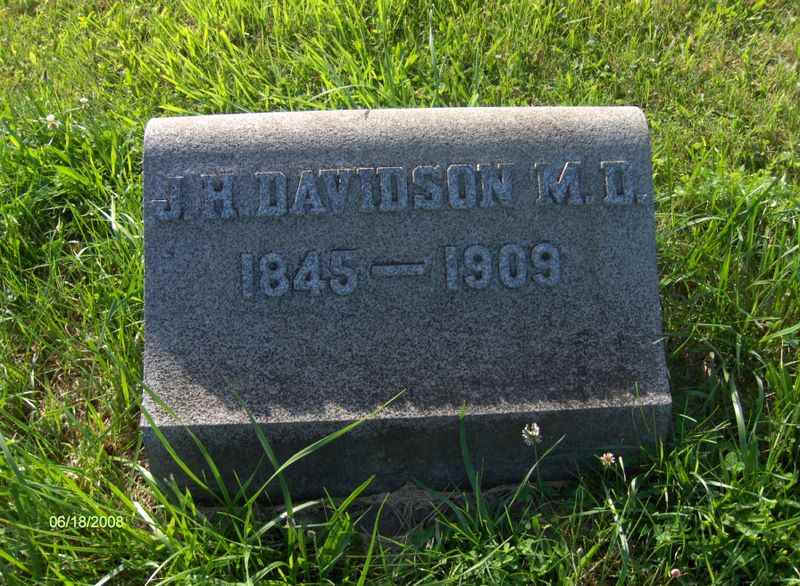 J. H. DAVIDSON M. D.
1845 — 1909
06/18/2008